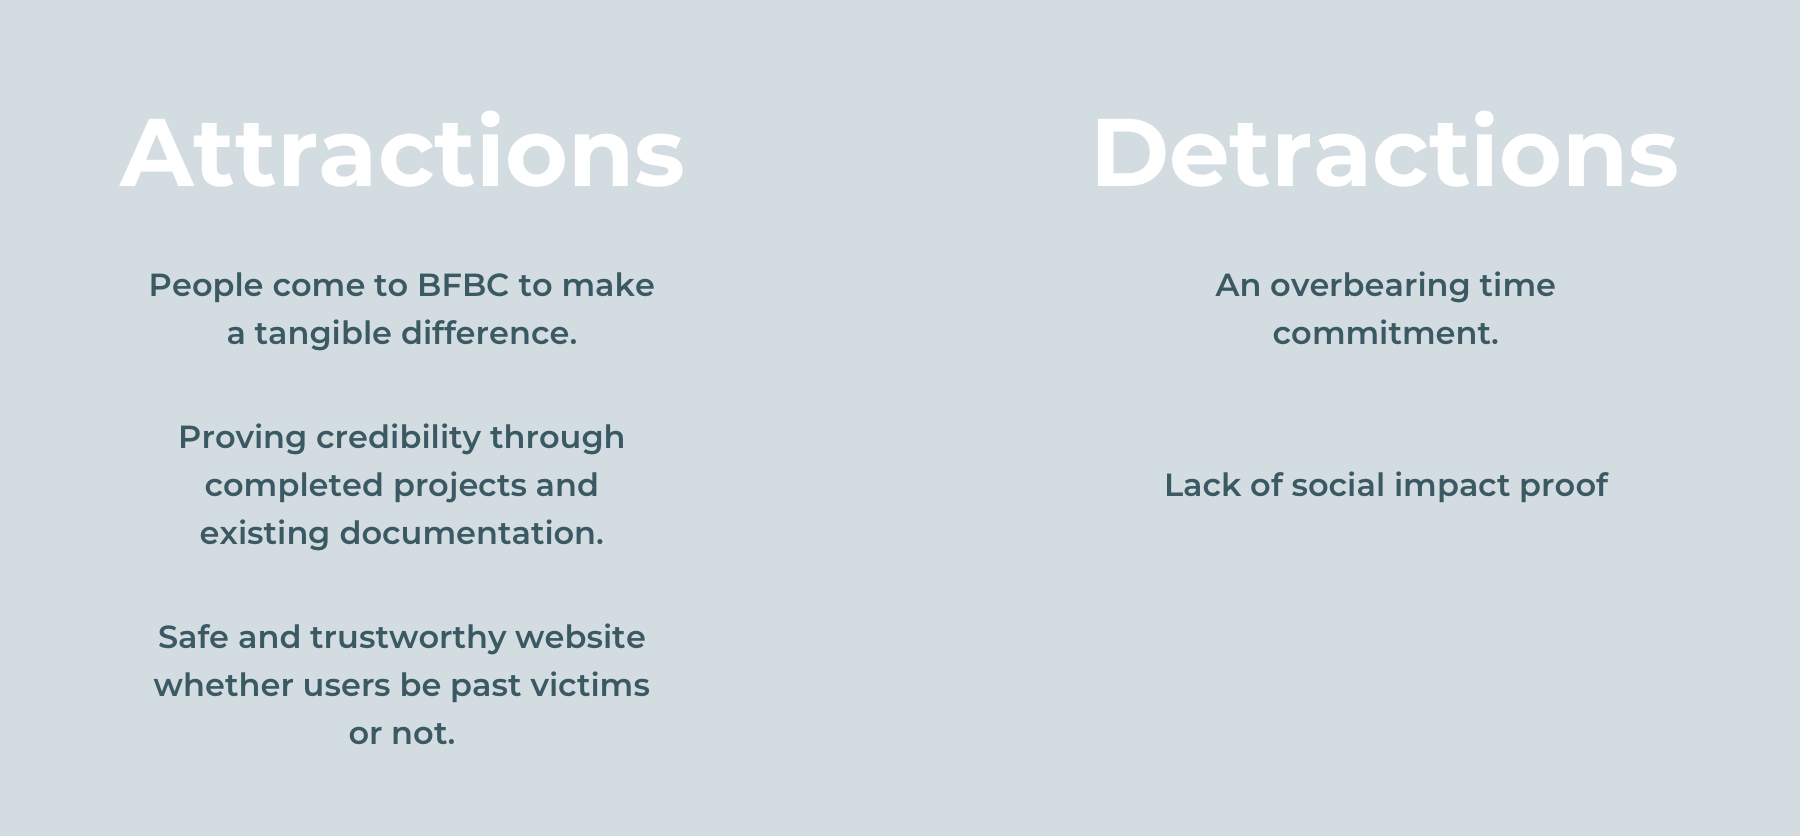 Attractions
People come to BFBC to make
a tangible difference.
Proving credibility through
completed projects and
existing documentation.
Safe and trustworthy website
whether users be past victims
or not.
Detractions
An overbearing time
commitment.
Lack of social impact proof